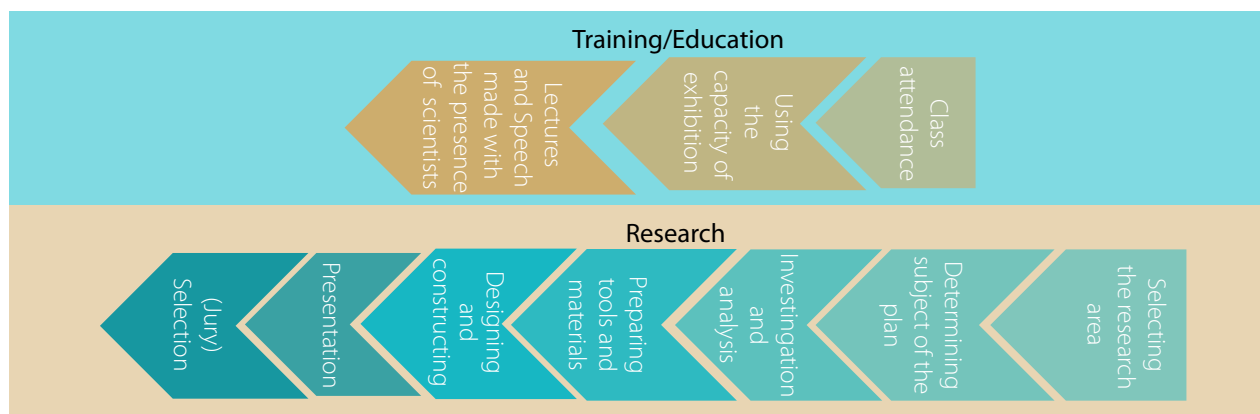 Training/Education
Class
attendance
Using
the
capacity of
exhibition
Lectures
and Speech
made with
the presence
of scientists
Research
Selecting
the research
area
Determining
subject of the
plan
Investingation
and
analysis
Preparing
tools and
materials
Designing
and
constructing
Presentation
(Jury)
Selection